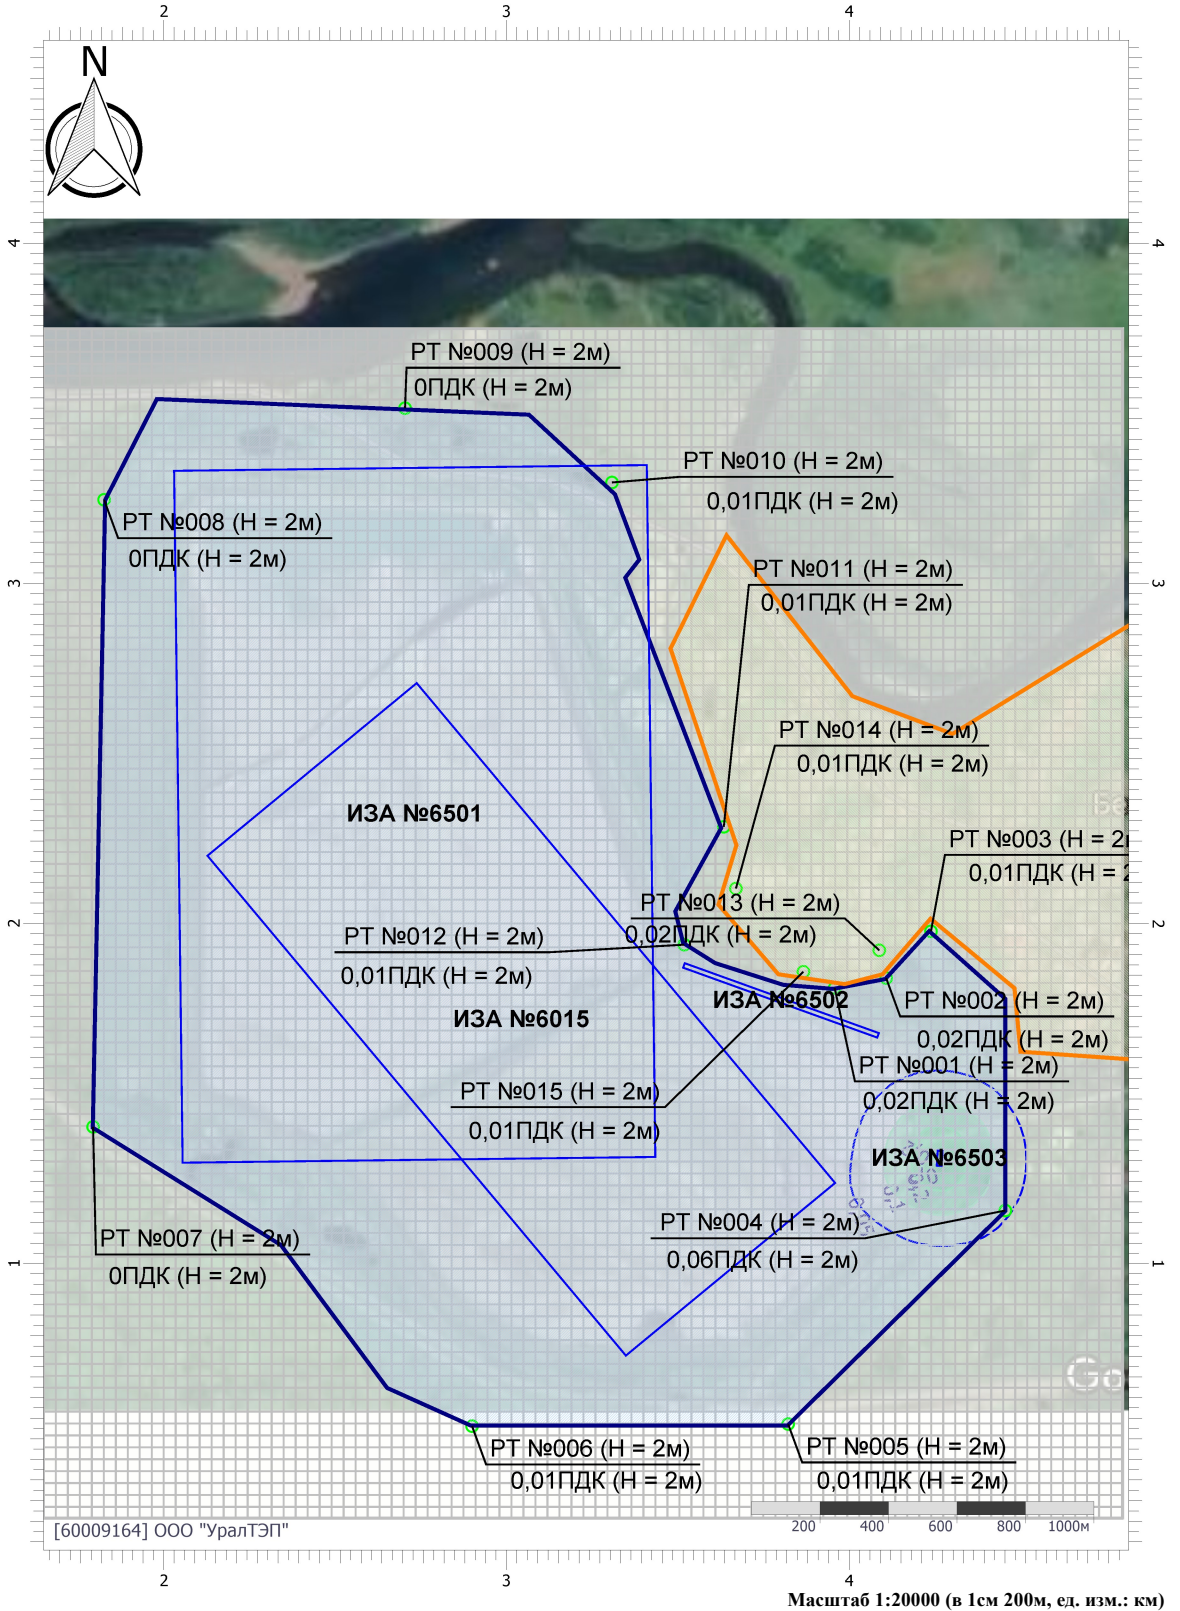 2 3 4
N
4 4
РТ №009 (Н = 2м)
0ПДК (Н = 2м)
РТ №010 (Н = 2м)
0,01ПДК (Н = 2м)
РТ №008 (Н = 2м)
0ПДК (Н = 2м)
3 3
РТ №011 (Н = 2м)
0,01ПДК (Н = 2м)
РТ №014 (Н = 2м)
0,01ПДК (Н = 2м)
ИЗА №6501
РТ №003 (Н = 2
0,01ПДК (Н =
РТ №013 (Н = 2м)
0,02ПДК (Н = 2м)
2 2
РТ №012 (Н = 2м)
0,01ПДК (Н = 2м)
ИЗА №6502
РТ №002 (Н = 2м)
0,02ПДК (Н = 2м)
ИЗА №6015
РТ №001 (Н = 2м)
0,02ПДК (Н = 2м)
РТ №015 (Н = 2м)
0,01ПДК (Н = 2м)
ИЗА №6503
0,1
РТ №004 (Н = 2м)
0,06ПДК (Н = 2м)
РТ №007 (Н = 2м)
0ПДК (Н = 2м)
1 1
Go
РТ №006 (Н = 2м)
0,01ПДК (Н = 2м)
РТ №005 (Н = 2м)
0,01ПДК (Н = 2м)
[60009164] ООО "УралТЭП"
200 400 600 800 1000м
2 3 4
Масштаб 1:20000 (в 1см 200м, ед. изм.: км)